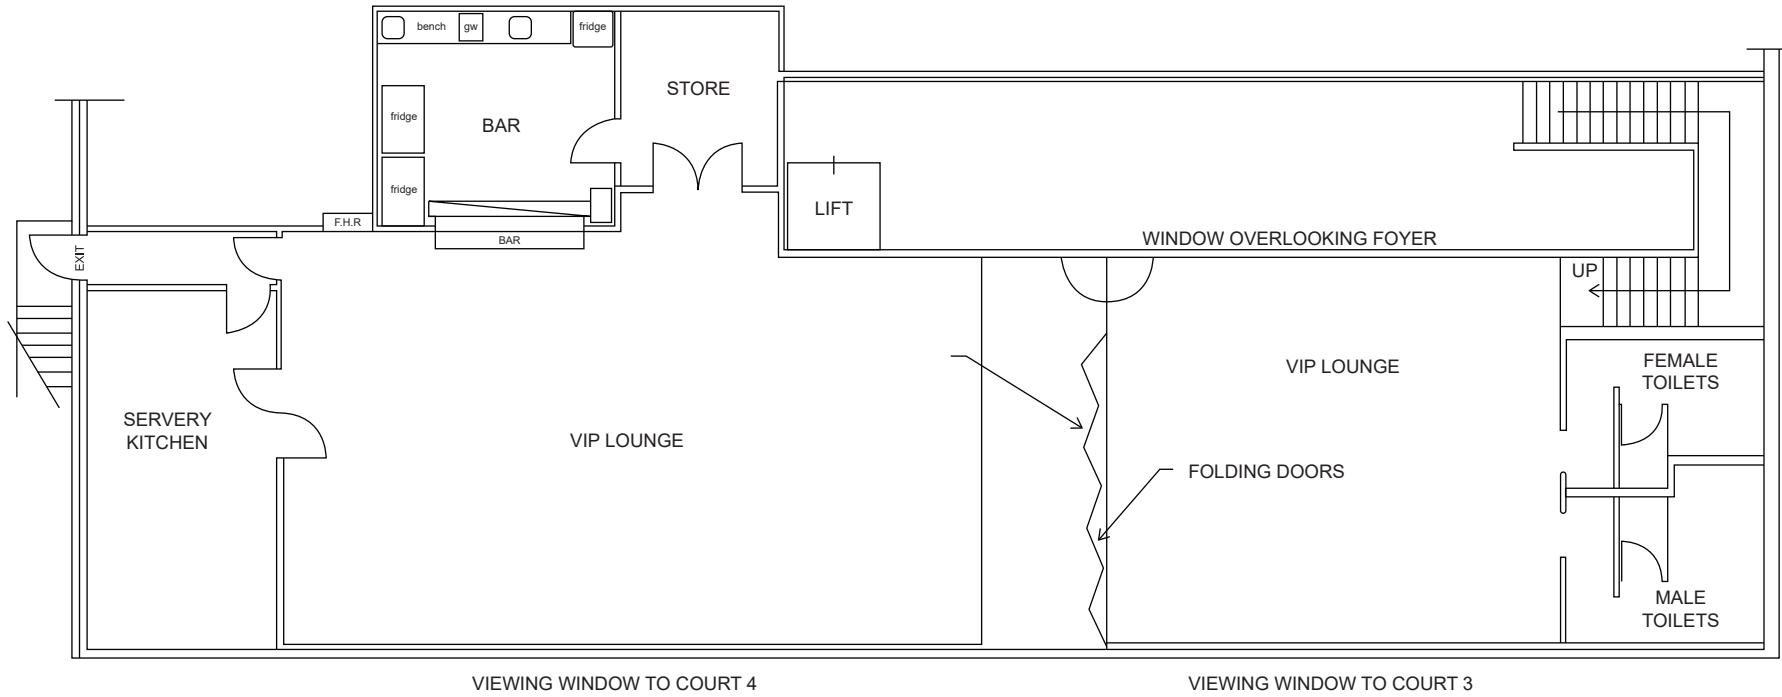 bench
gw
fridge
STORE
fridge
BAR
fridge
LIFT
F.H.R
BAR
WINDOW OVERLOOKING FOYER
EXIT
UP
VIP LOUNGE
FEMALE
TOILETS
SERVERY
KITCHEN
VIP LOUNGE
FOLDING DOORS
MALE
TOILETS
VIEWING WINDOW TO COURT 4
VIEWING WINDOW TO COURT 3